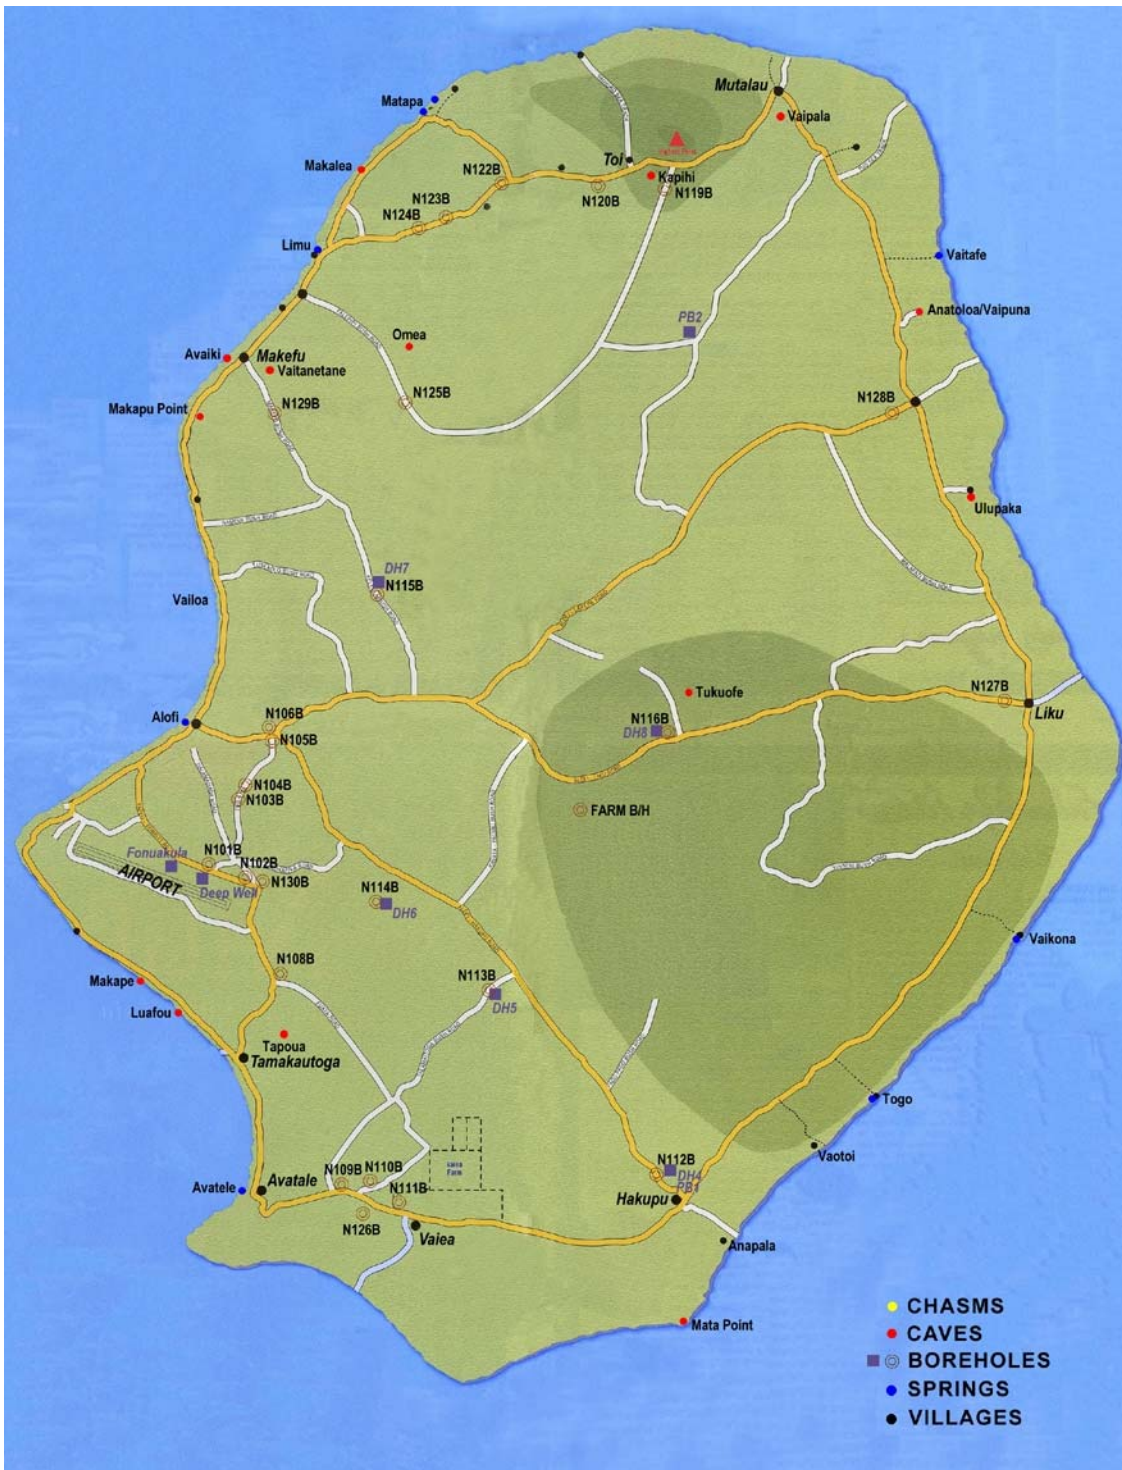 Mutalau
Matapa
Vaipala
Toi
Makalea
N122B
Kapihi
N120B
N119B
N123B
N124B
Limu
Vaitafe
Anatoloa/Vaipuna
PB2
Omea
Avaiki
Makefu
Vaitanetane
N125B
N128B
Makapu Point
N129B
Ulupaka
DH7
N115B
Vailoa
Tukuofe
N127B
Liku
Alofi
N106B
N105B
N116B
DH8
N104B
N103B
FARM B/H
Fonuakula
N101B
N102B
AIRPORT
N130B
Deep Well
N114B
DH6
Vaikona
N108B
N113B
Makape
DH5
Luafou
Tapoua
Tamakautoga
Togo
Vaotoi
N109B
N110B
Farm
N112B
DH4
PB1
Avatele
Avatale
N111B
Hakupu
N126B
Vaiea
Anapala
Mata Point
CHASMS
CAVES
BOREHOLES
SPRINGS
VILLAGES